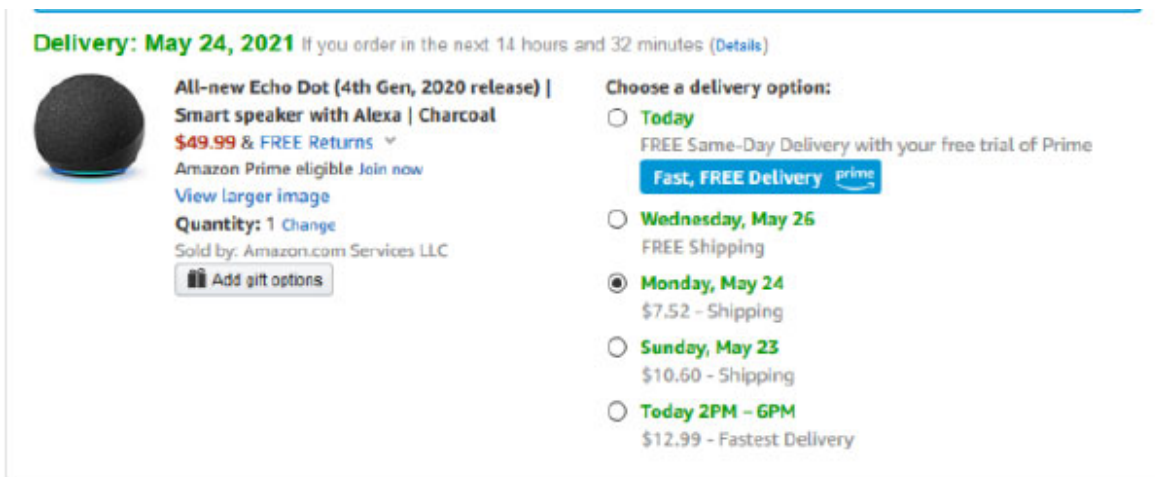 Delivery: May 24, 2021 If you order in the next 14 hours and 32 minutes (Details)
All-new Echo Dot (4th Gen, 2020 release) |
Smart speaker with Alexa | Charcoal
$49.99 & FREE Returns
Amazon Prime eligible Join now
View larger image
Quantity: 1 Change
Sold by: Amazon.com Services LLC
Add gift options
Choose a delivery option:
Today
FREE Same-Day Delivery with your free trial of Prime
Fast, FREE Delivery prime
Wednesday, May 26
FREE Shipping
Monday, May 24
$7.52 - Shipping
Sunday, May 23
$10.60 - Shipping
Today 2PM – 6PM
$12.99 - Fastest Delivery